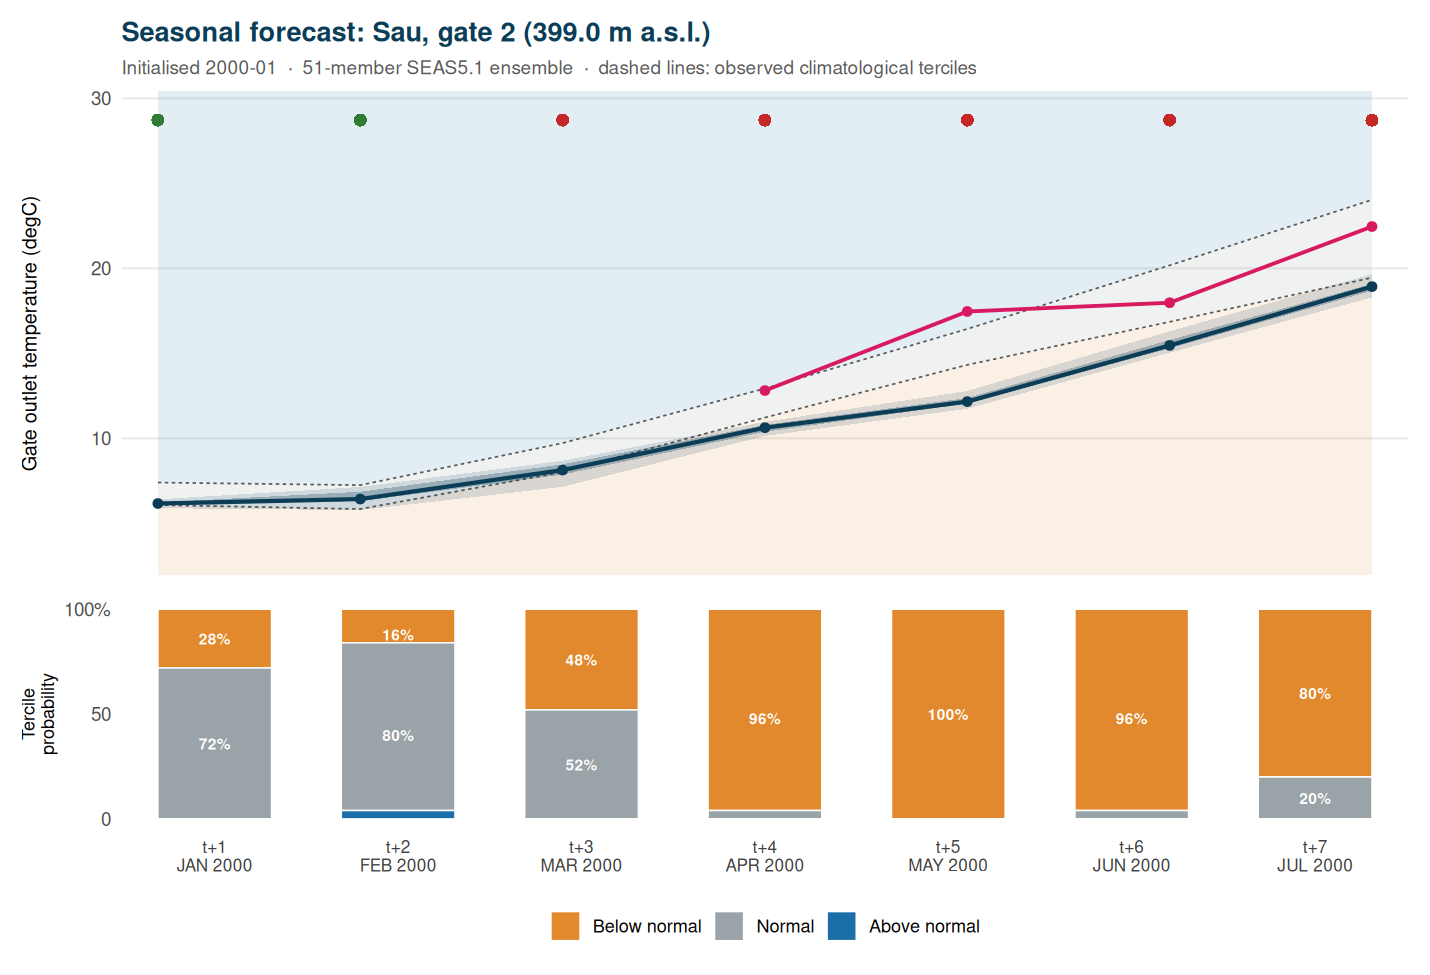 Seasonal forecast: Sau, gate 2 (399.0 m a.s.l.)
Initialised 2000-01 · 51-member SEAS5.1 ensemble · dashed lines: observed climatological terciles
Gate outlet temperature (degC)
30
20
10
Tercile
probability
100%
50
0
28%
72%
16%
80%
48%
52%
96%
100%
96%
80%
20%
t+1
JAN 2000
t+2
FEB 2000
t+3
MAR 2000
t+4
APR 2000
t+5
MAY 2000
t+6
JUN 2000
t+7
JUL 2000
Below normal
Normal
Above normal